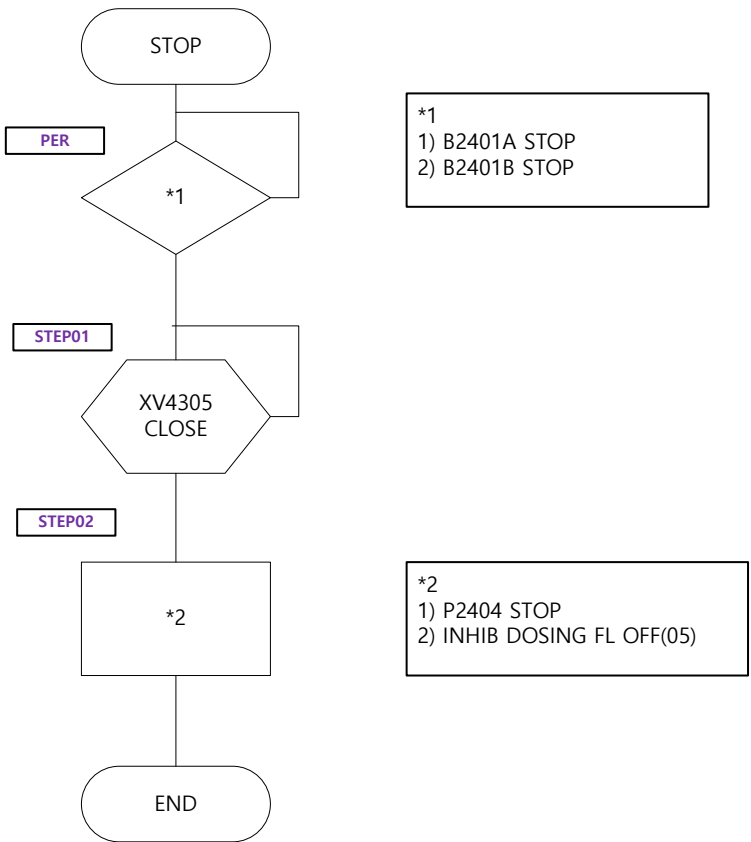 STOP
PER
*1
*1
1) B2401A STOP
2) B2401B STOP
STEP01
XV4305
CLOSE
STEP02
*2
*2
1) P2404 STOP
2) INHIB DOSING FL OFF(05)
END